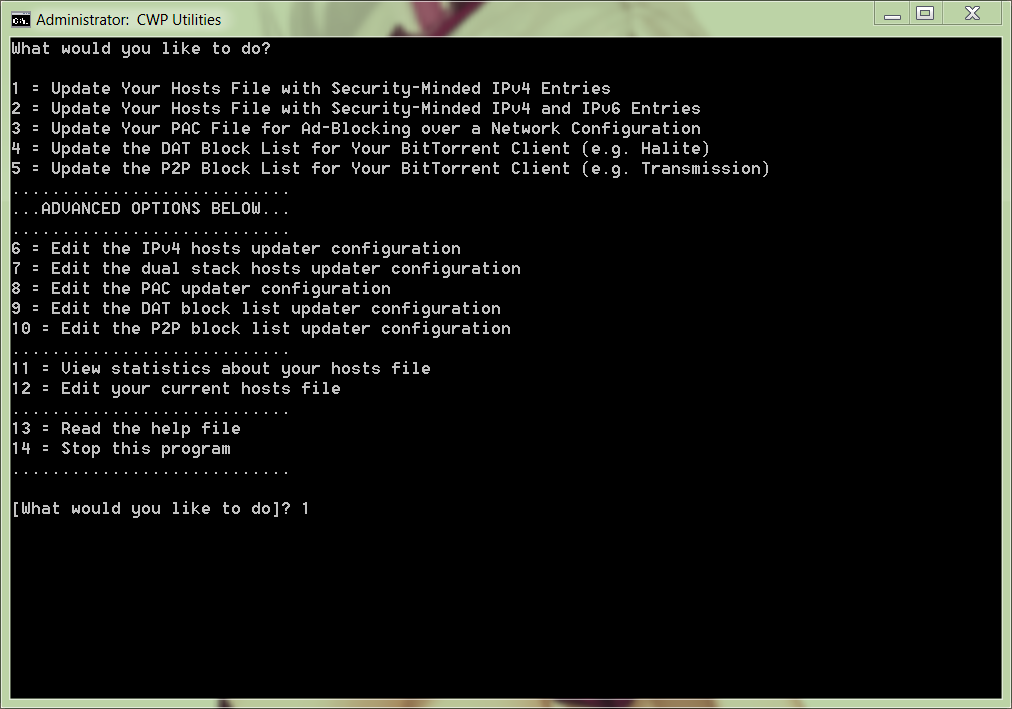 Administrator: CWP Utilities
What would you like to do?
1 = Update Your Hosts File with Security-Minded IPv4 Entries
2 = Update Your Hosts File with Security-Minded IPv4 and IPv6 Entries
3 = Update Your PAC File for Ad-Blocking over a Network Configuration
4 = Update the DAT Block List for Your BitTorrent Client (e.g. Halite)
5 = Update the P2P Block List for Your BitTorrent Client (e.g. Transmission)
............................
...ADVANCED OPTIONS BELOW...
............................
6 = Edit the IPv4 hosts updater configuration
7 = Edit the dual stack hosts updater configuration
8 = Edit the PAC updater configuration
9 = Edit the DAT block list updater configuration
10 = Edit the P2P block list updater configuration
............................
11 = View statistics about your hosts file
12 = Edit your current hosts file
............................
13 = Read the help file
14 = Stop this program
............................
[What would you like to do]? 1